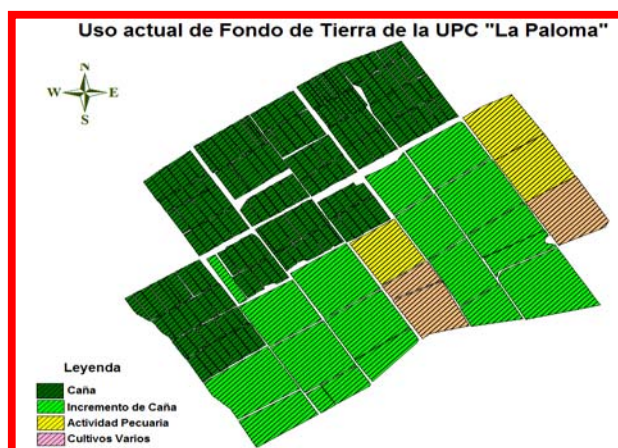 Uso actual de Fondo de Tierra de la UPC "La Paloma"
N
W E
S
Leyenda
Caña
Incremento de Caña
Actividad Pecuaria
Cultivos Varios